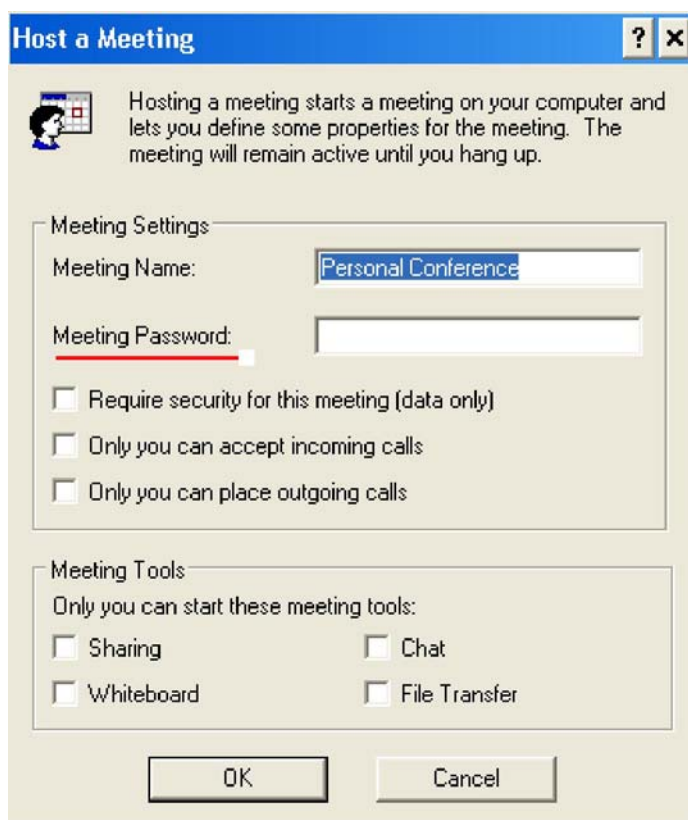 Host a Meeting
Hosting a meeting starts a meeting on your computer and
lets you define some properties for the meeting. The
meeting will remain active until you hang up.
Meeting Settings
Meeting Name: Personal Conference
Meeting Password:
Require security for this meeting (data only)
Only you can accept incoming calls
Only you can place outgoing calls
Meeting Tools
Only you can start these meeting tools:
Sharing Chat
Whiteboard File Transfer
OK Cancel